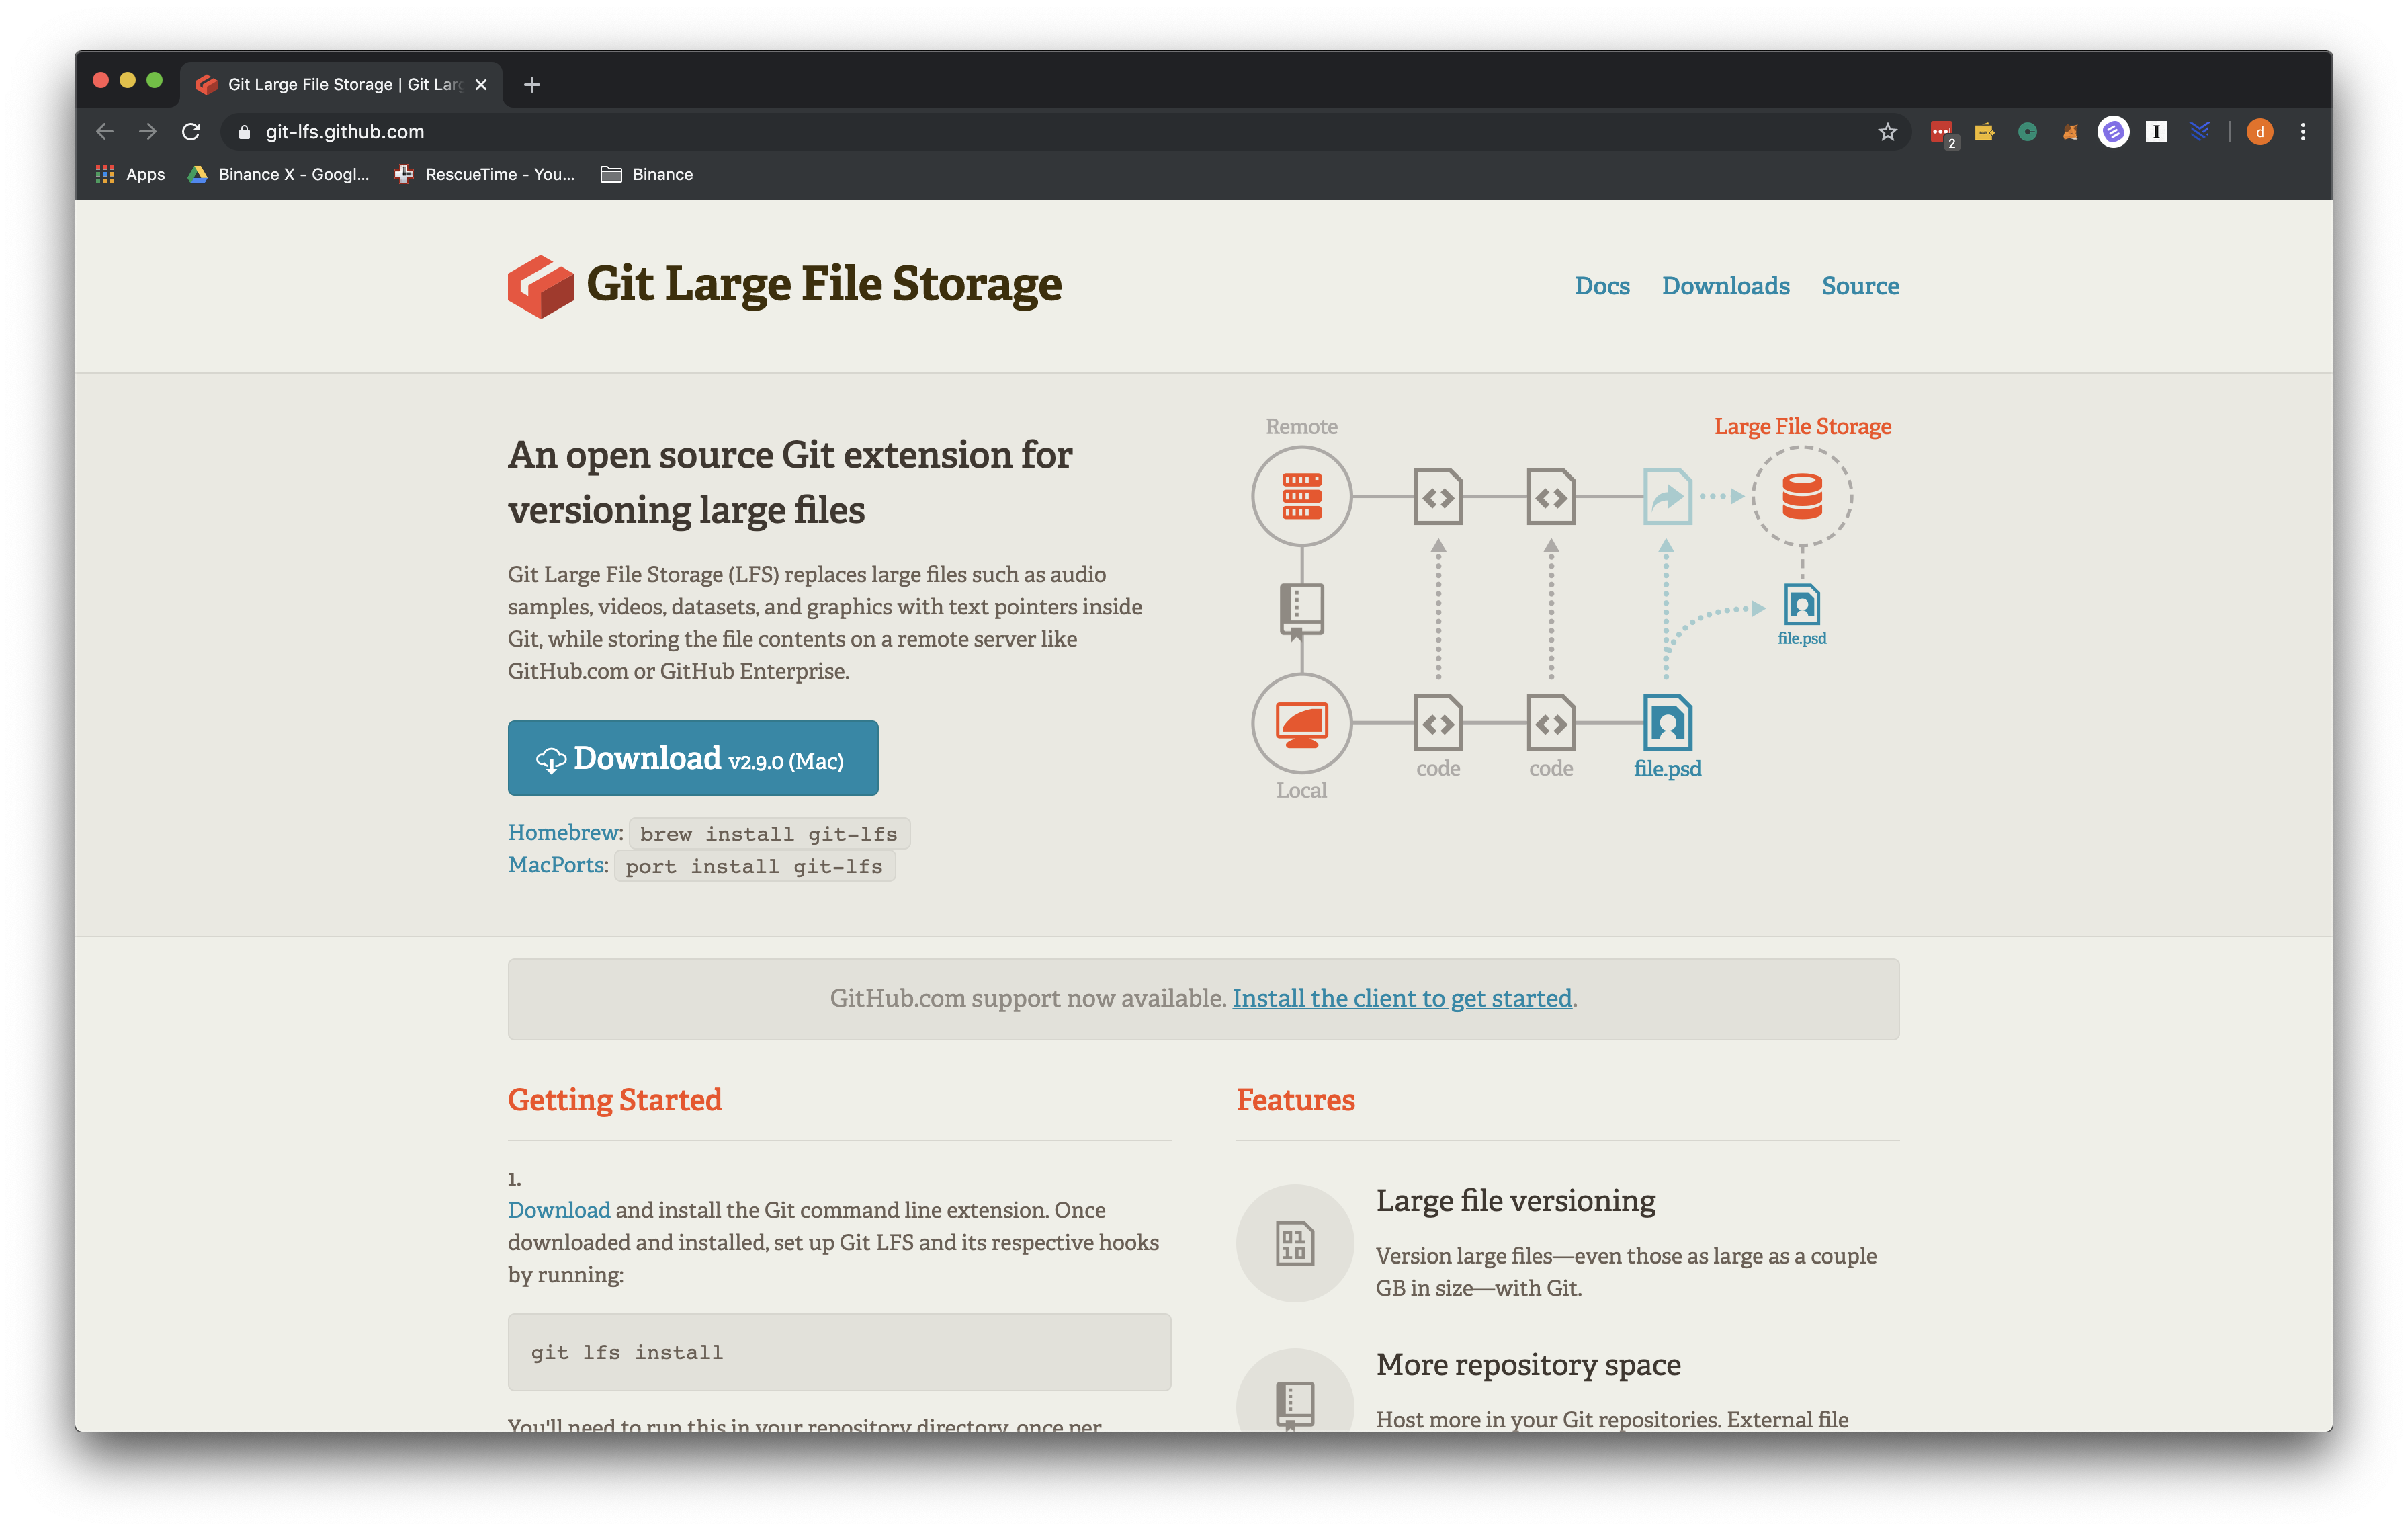 Git Large File Storage | Git Larg
git-lfs.github.com
2
d
Apps
Binance X - Googl...
RescueTime - You...
Binance
Git Large File Storage
Docs
Downloads
Source
An open source Git extension for
versioning large files
Git Large File Storage (LFS) replaces large files such as audio
samples, videos, datasets, and graphics with text pointers inside
Git, while storing the file contents on a remote server like
GitHub.com or GitHub Enterprise.
Download v2.9.0 (Mac)
Homebrew: brew install git-lfs
MacPorts: port install git-lfs
Remote
Large File Storage
file.psd
code
code
file.psd
Local
GitHub.com support now available. Install the client to get started.
Getting Started
1.
Download and install the Git command line extension. Once
downloaded and installed, set up Git LFS and its respective hooks
by running:
git lfs install
You'll need to run this in your repository directory, once per
Features
01
10
Large file versioning
Version large files—even those as large as a couple
GB in size—with Git.
More repository space
Host more in your Git repositories. External file